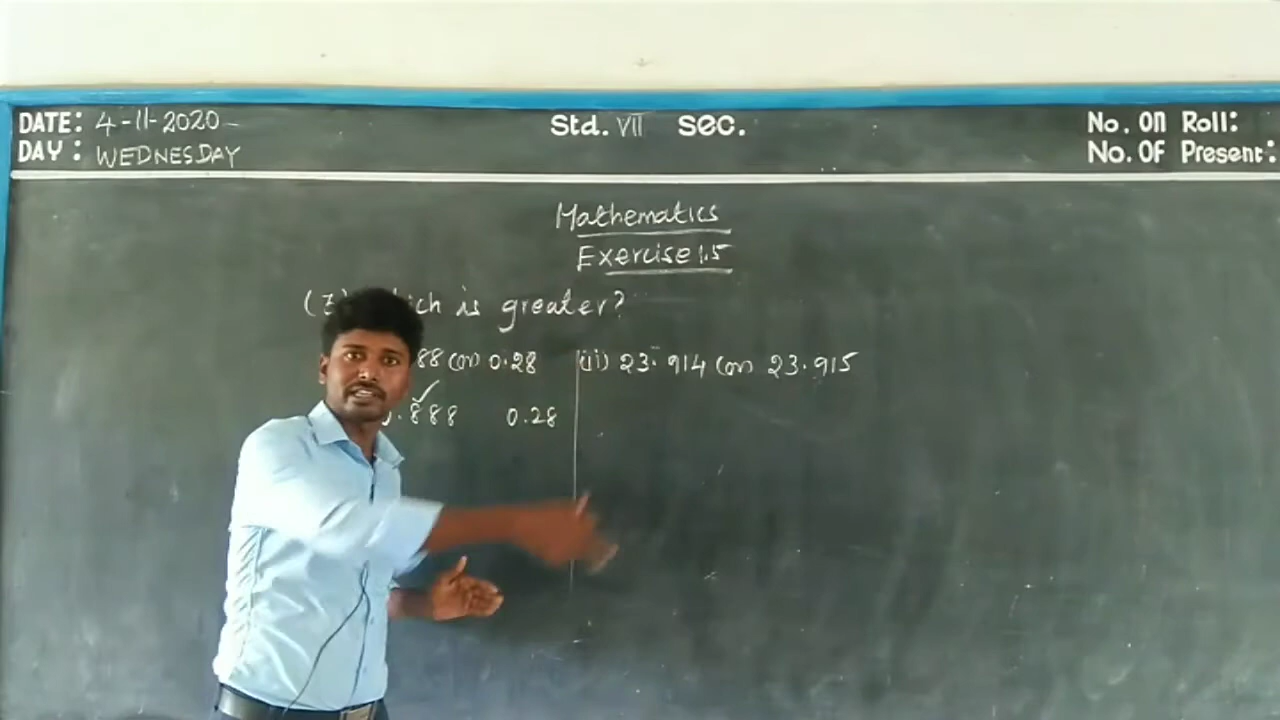 DATE: 4-11-2020
DAY: WEDNESDAY
Std. VII Sec.
No. On Roll:
No. OF Present:
Mathematics
Exercise 1.5
is greater?
88 (or) 0.28
(ii) 23.914 (or) 23.915
.888 0.28